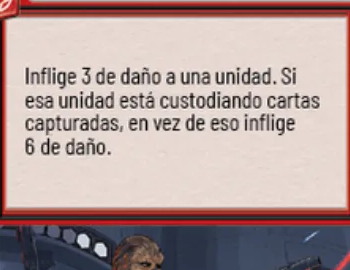 Inflige 3 de daño a una unidad. Si
esa unidad está custodiando cartas
capturadas, en vez de eso inflige
6 de daño.